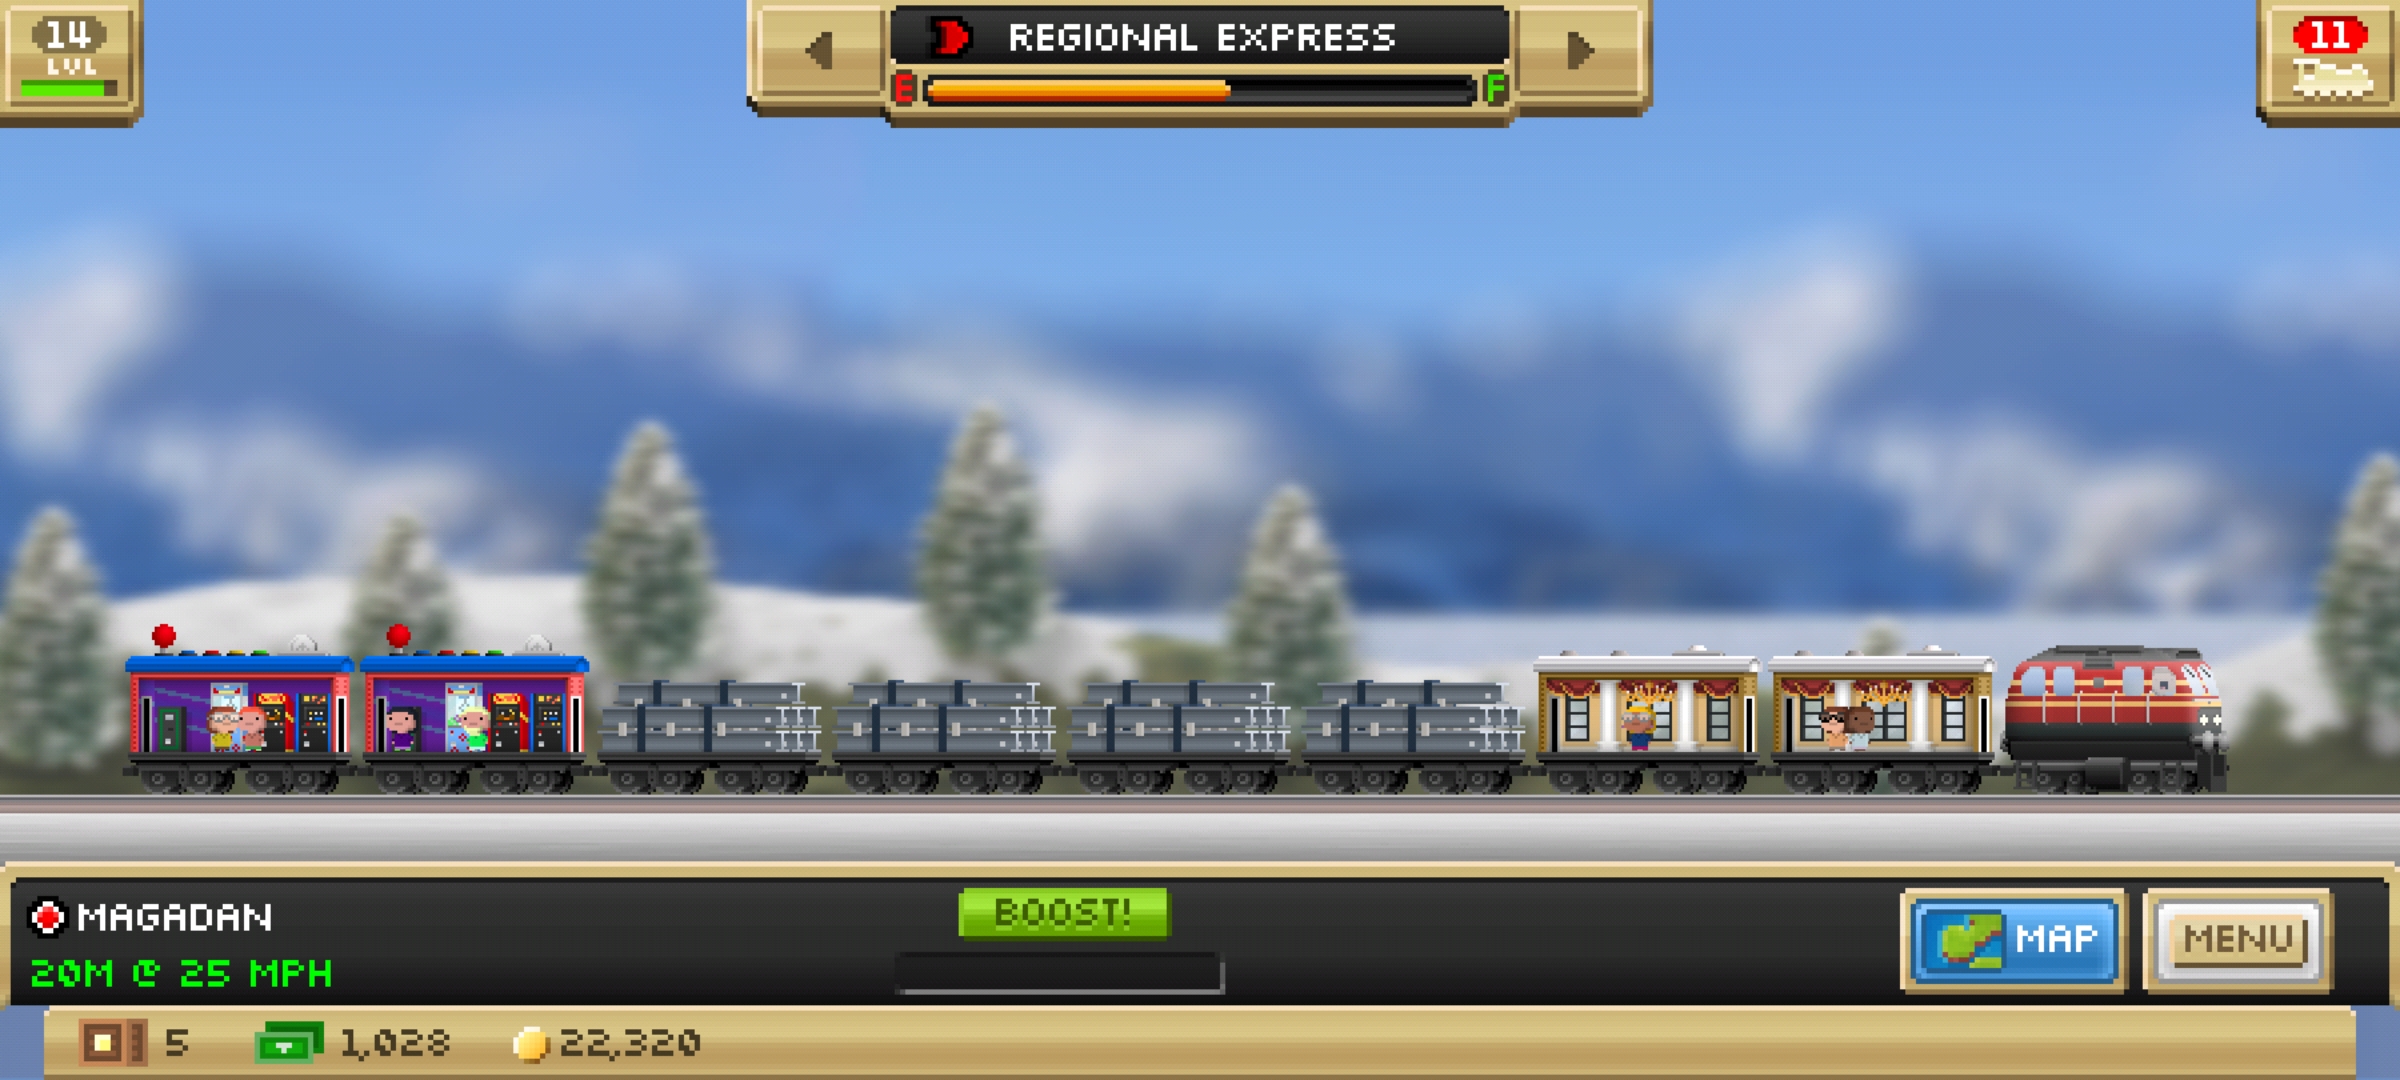 14
LVL
REGIONAL EXPRESS
E F
11
MAGADAN
20M @ 25 MPH
BOOST!
MAP
MENU
5
1,028
22,320